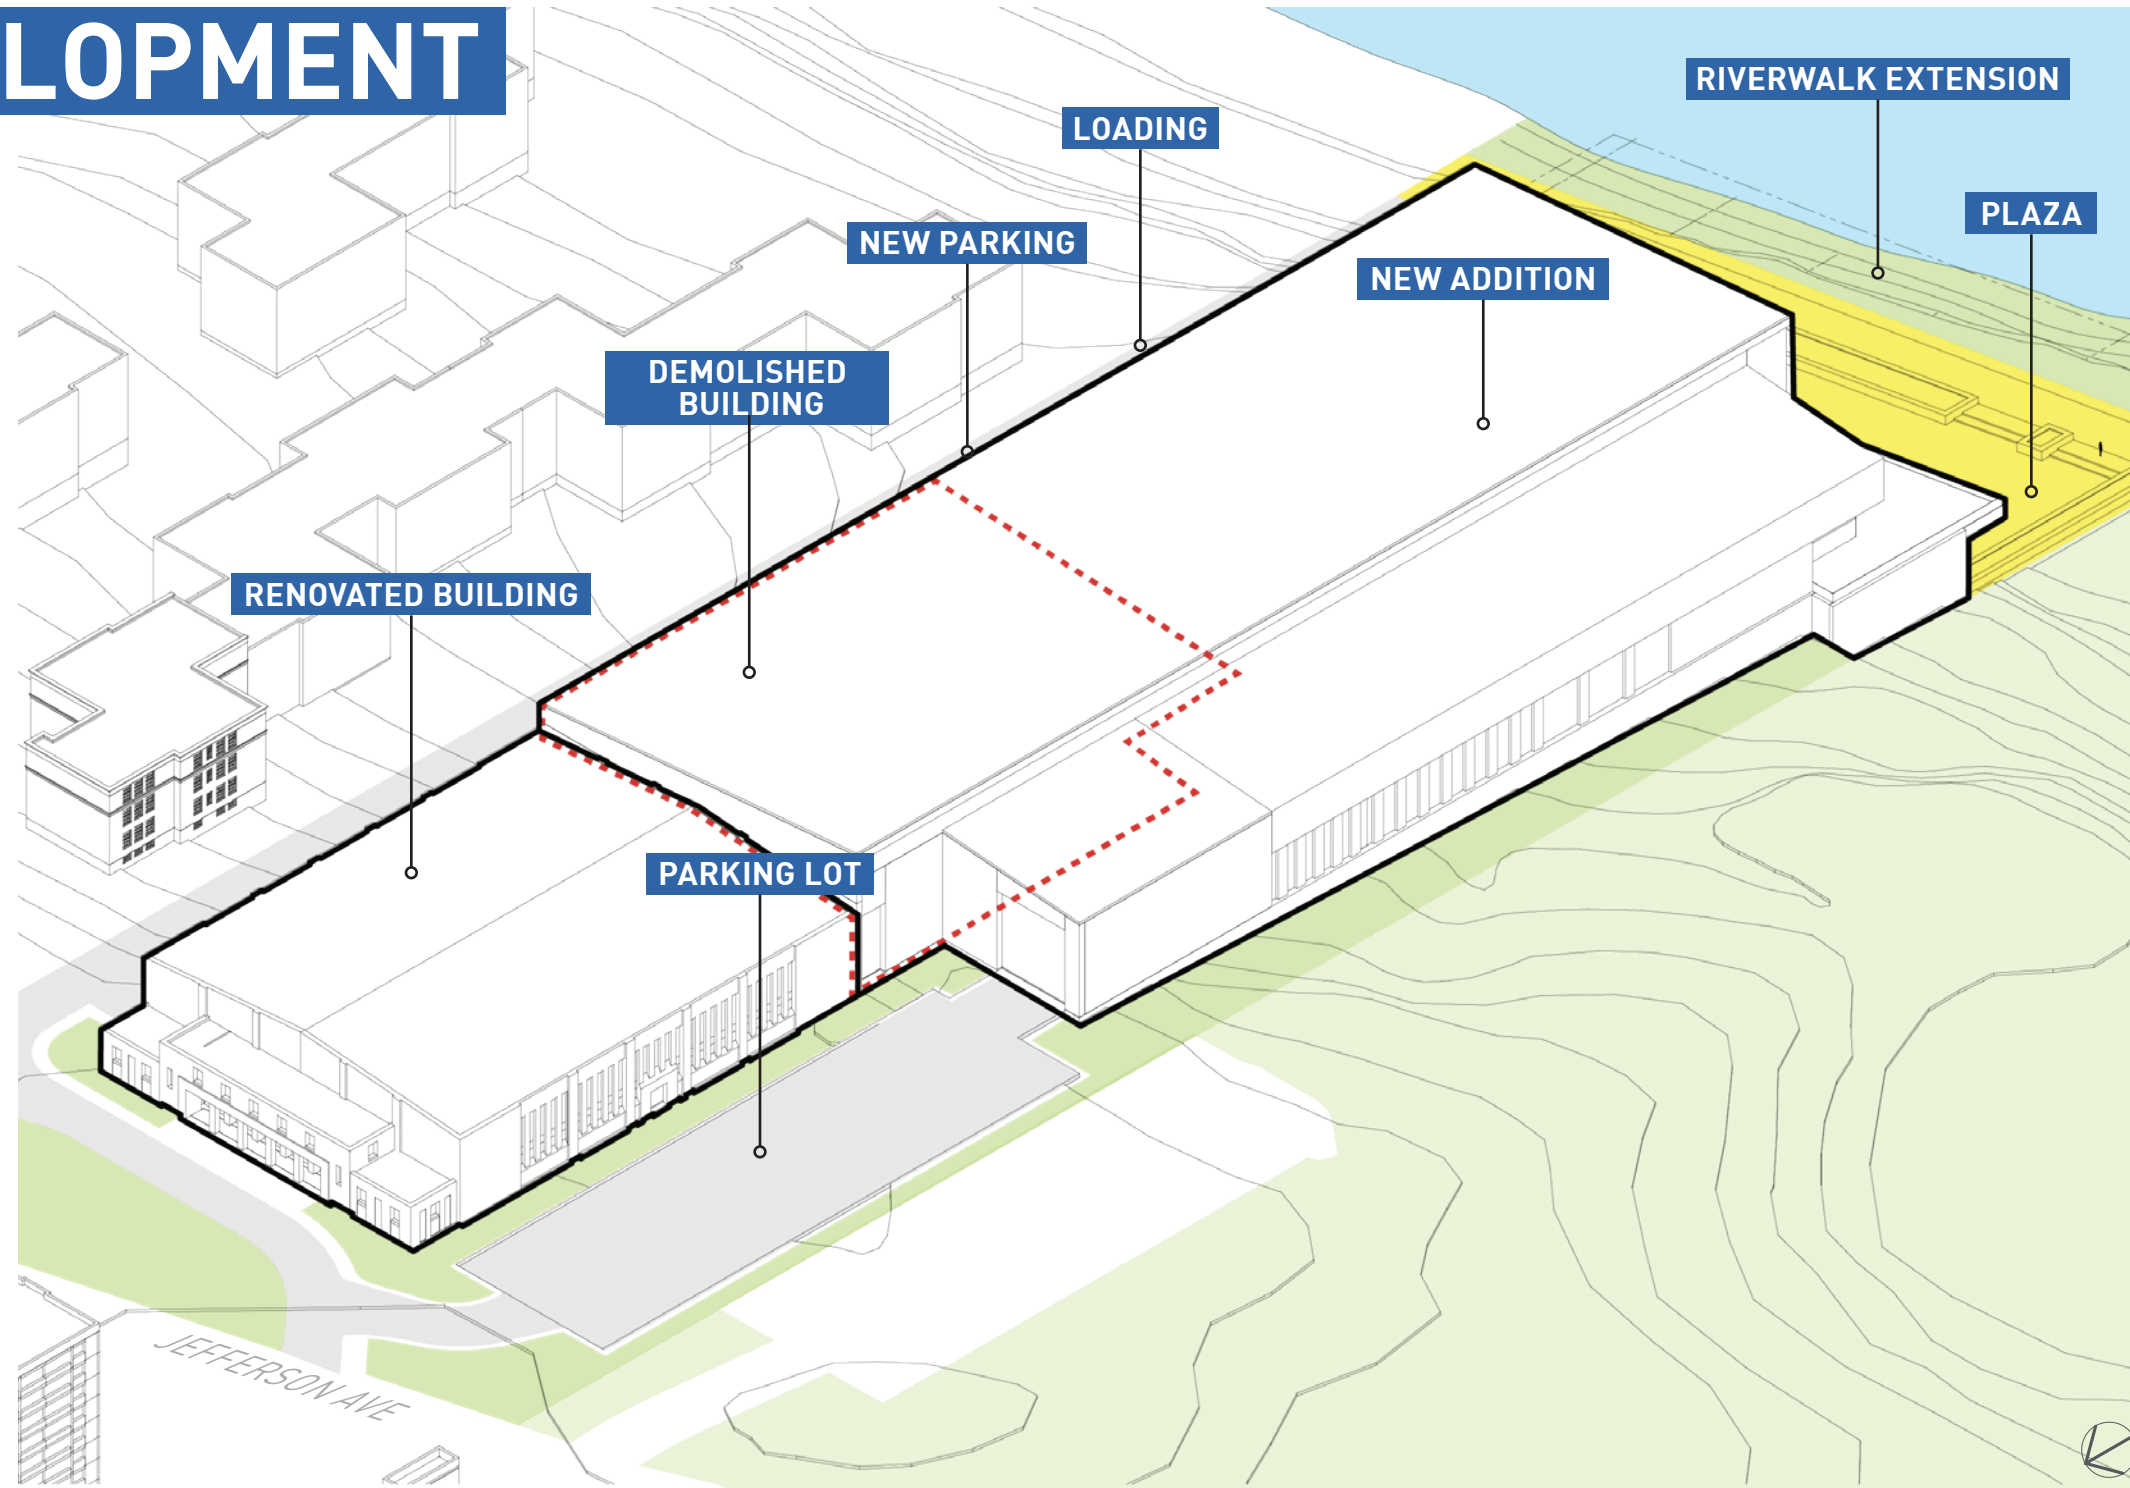 LOPMENT
RIVERWALK EXTENSION
LOADING
PLAZA
NEW PARKING
NEW ADDITION
DEMOLISHED
BUILDING
RENOVATED BUILDING
PARKING LOT
JEFFERSON AVE